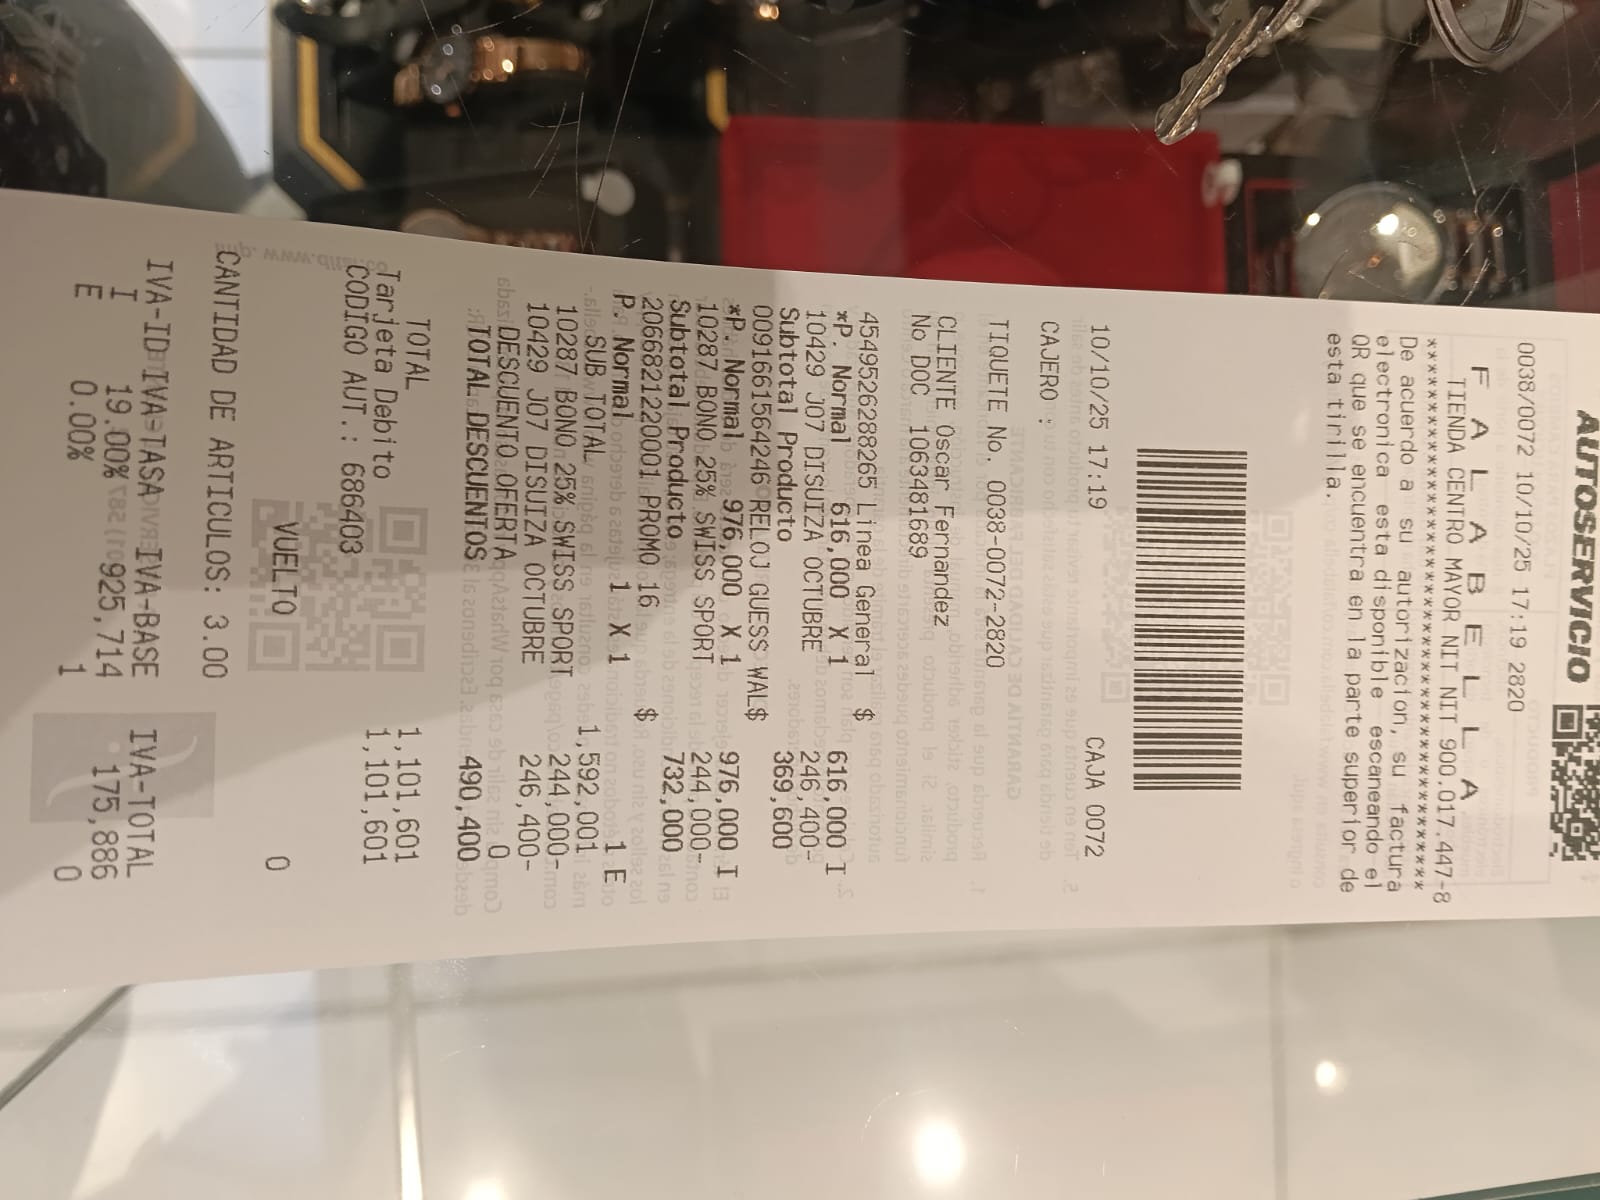 AUTOSERVICIO
0038/0072 10/10/25 17:19 2820
F A L A B E L L A
TIENDA CENTRO MAYOR NIT NIT 900.017.447-8
De acuerdo a su autorizacion, su factura
electronica esta disponible escaneando el
QR que se encuentra en la parte superior de
esta tirilla.
10/10/25 17:19 CAJA 0072
CAJERO :
TIQUETE No. 0038-0072-2820
CLIENTE Oscar Fernandez
No DOC 1063481689
4549526288265 Linea General $ 616,000 I
*P. Normal 616,000 X 1
10429 J07 DISUIZA OCTUBRE 246,400-
Subtotal Producto 369,600
0091661564246 RELOJ GUESS WAL$ 976,000 I
*P. Normal 976,000 X 1
10287 BONO 25% SWISS SPORT 244,000-
Subtotal Producto 732,000
2066821220001 PROMO 16 $ 1 E
P. Normal 1 X 1
SUB TOTAL 1,592,001
10287 BONO 25% SWISS SPORT 244,000-
10429 J07 DISUIZA OCTUBRE 246,400-
DESCUENTO OFERTA 0
TOTAL DESCUENTOS 490,400
TOTAL 1,101,601
Tarjeta Debito 1,101,601
CODIGO AUT.: 686403
VUELTO 0
CANTIDAD DE ARTICULOS: 3.00
IVA-ID IVA-TASA IVA-BASE IVA-TOTAL
I 19.00% 925,714 175,886
E 0.00% 1 0